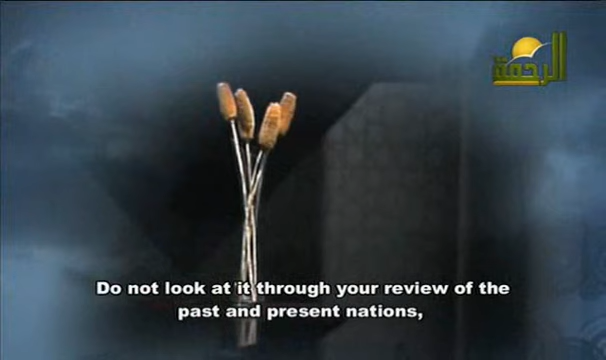 الرحمة
Do not look at it through your review of the
past and present nations,